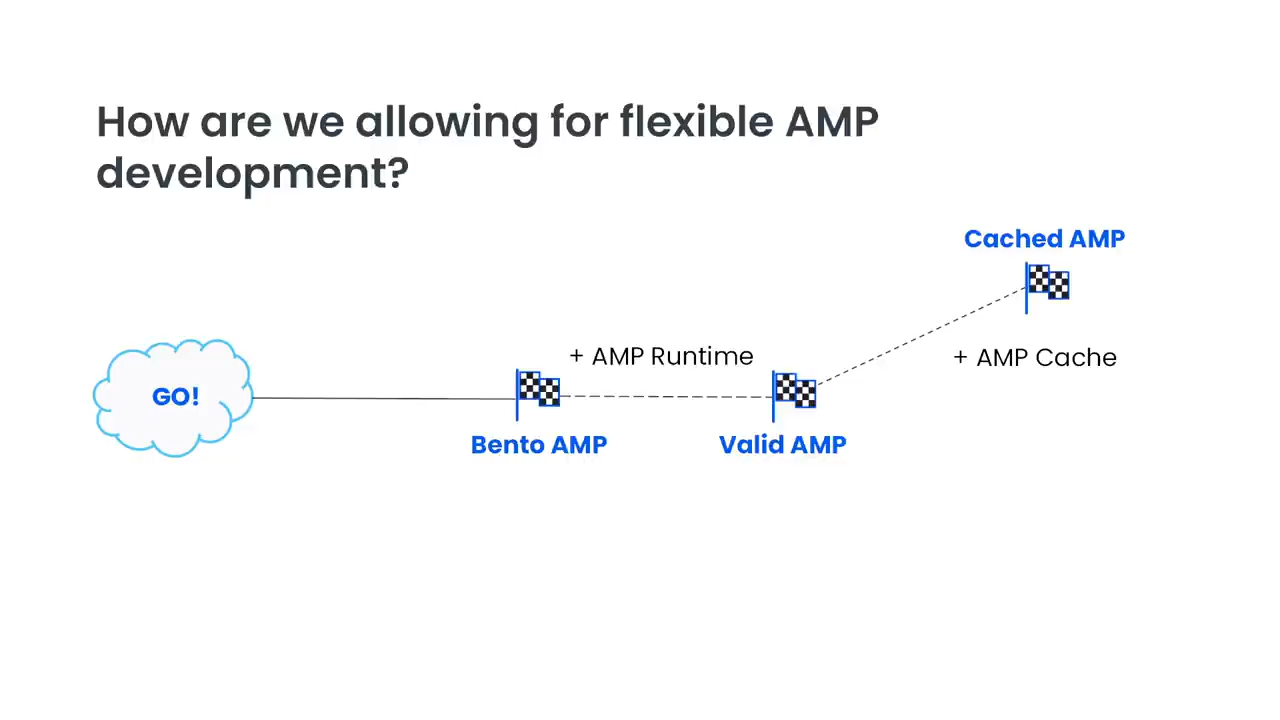 How are we allowing for flexible AMP
development?
Cached AMP
+ AMP Runtime
+ AMP Cache
GO!
Bento AMP
Valid AMP